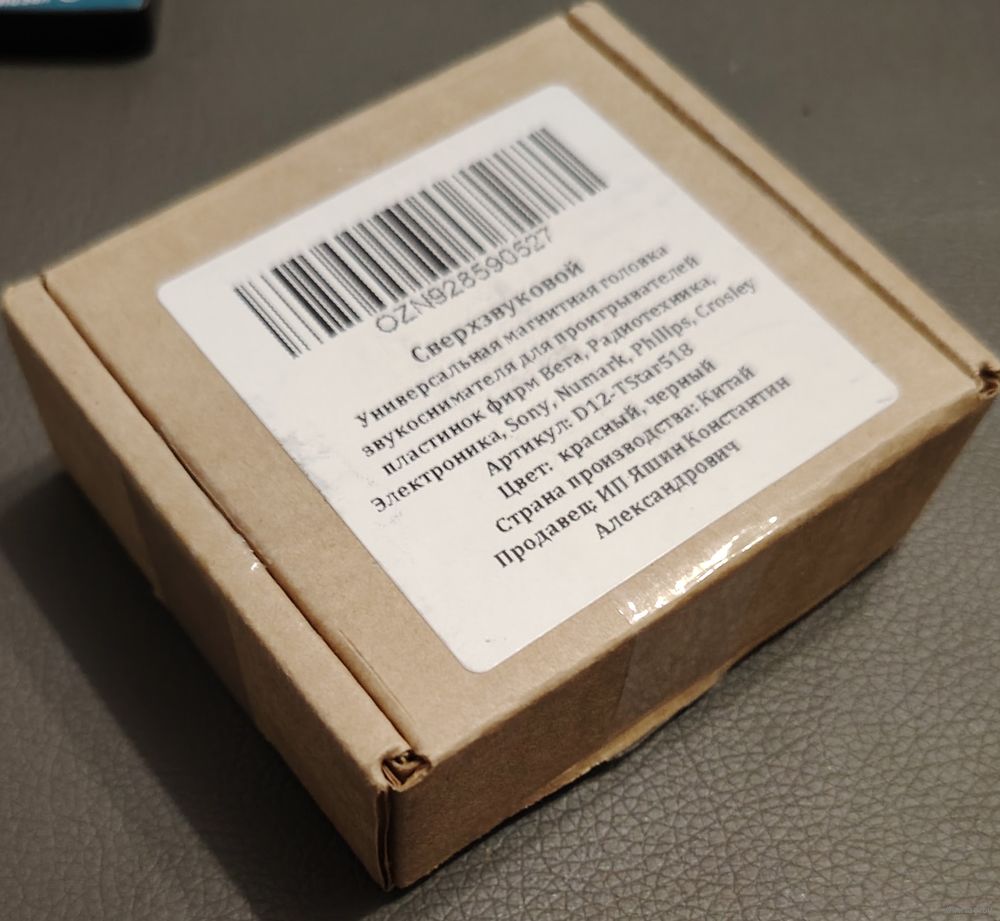 OZN928590527
Сверхзвуковой
Универсальная магнитная головка
звукоснимателя для проигрывателей
пластинок фирм Вега, Радиотехника,
Электроника, Sony, Numark, Philips, Crosley
Артикул: D12-TStar518
Цвет: красный, черный
Страна производства: Китай
Продавец: ИП Яшин Константин
Александрович